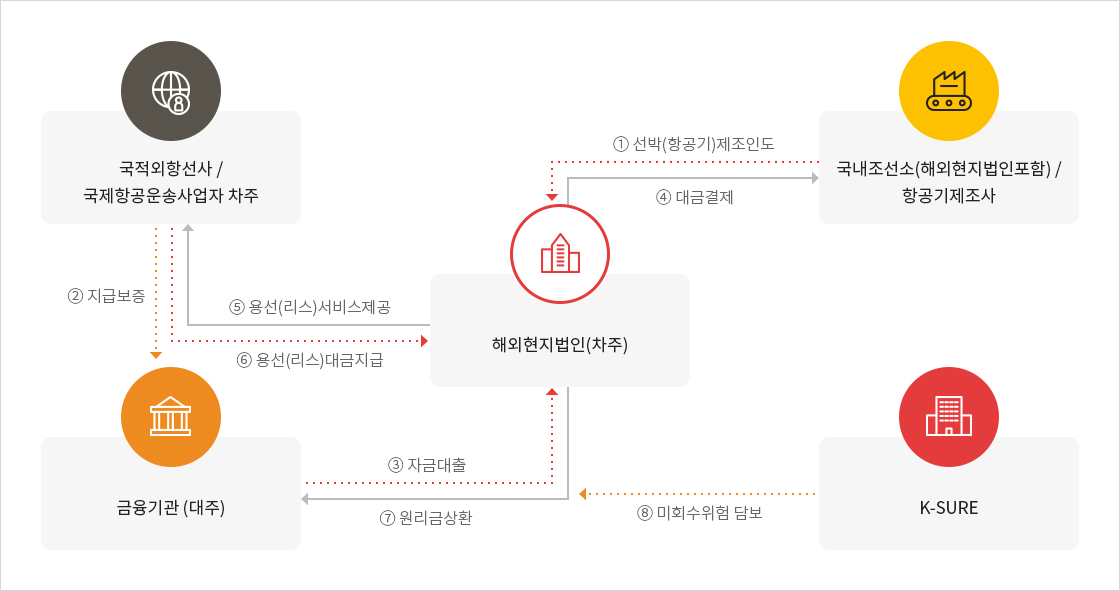 ① 선박(항공기)제조인도
국적외항선사 /
국제항공운송사업자 차주
국내조선소(해외현지법인포함) /
항공기제조사
④ 대금결제
② 지급보증
⑤ 용선(리스)서비스제공
해외현지법인(차주)
⑥ 용선(리스)대금지급
③ 자금대출
금융기관 (대주)
K-SURE
⑦ 원리금상환
⑧ 미회수위험 담보